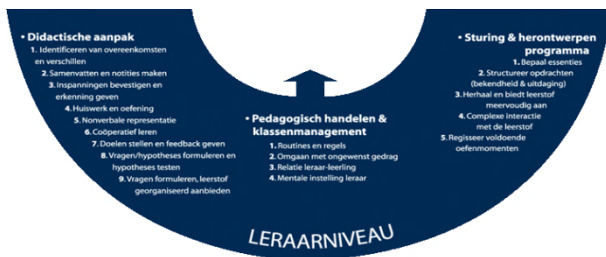 • Didactische aanpak
1. Identificeren van overeenkomsten
en verschillen
2. Samenvatten en notities maken
3. Inspanningen bevestigen en
erkenning geven
4. Huiswerk en oefening
5. Nonverbale representatie
6. Coöperatief leren
7. Doelen stellen en feedback geven
8. Vragen/hypotheses formuleren en
hypotheses testen
9. Vragen formuleren, leerstof
georganiseerd aanbieden
• Pedagogisch handelen &
klassenmanagement
1. Routines en regels
2. Omgaan met ongewenst gedrag
3. Relatie leraar-leerling
4. Mentale instelling leraar
• Sturing & herontwerpen
programma
1. Bepaal essenties
2. Structureer opdrachten
(bekendheid & uitdaging)
3. Herhaal en biedt leerstof
meervoudig aan
4. Complexe interactie
met de leerstof
5. Regisseer voldoende
oefenmomenten
LERAARNIVEAU